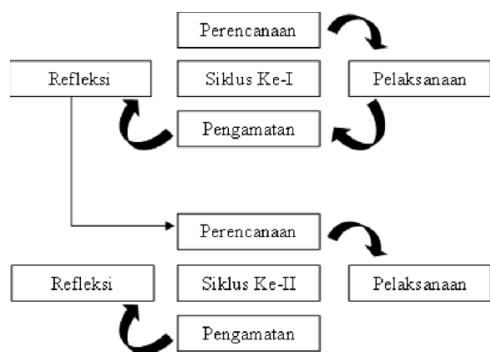 Perencanaan
Refleksi
Siklus Ke-I
Pelaksanaan
Pengamatan
Perencanaan
Refleksi
Siklus Ke-II
Pelaksanaan
Pengamatan